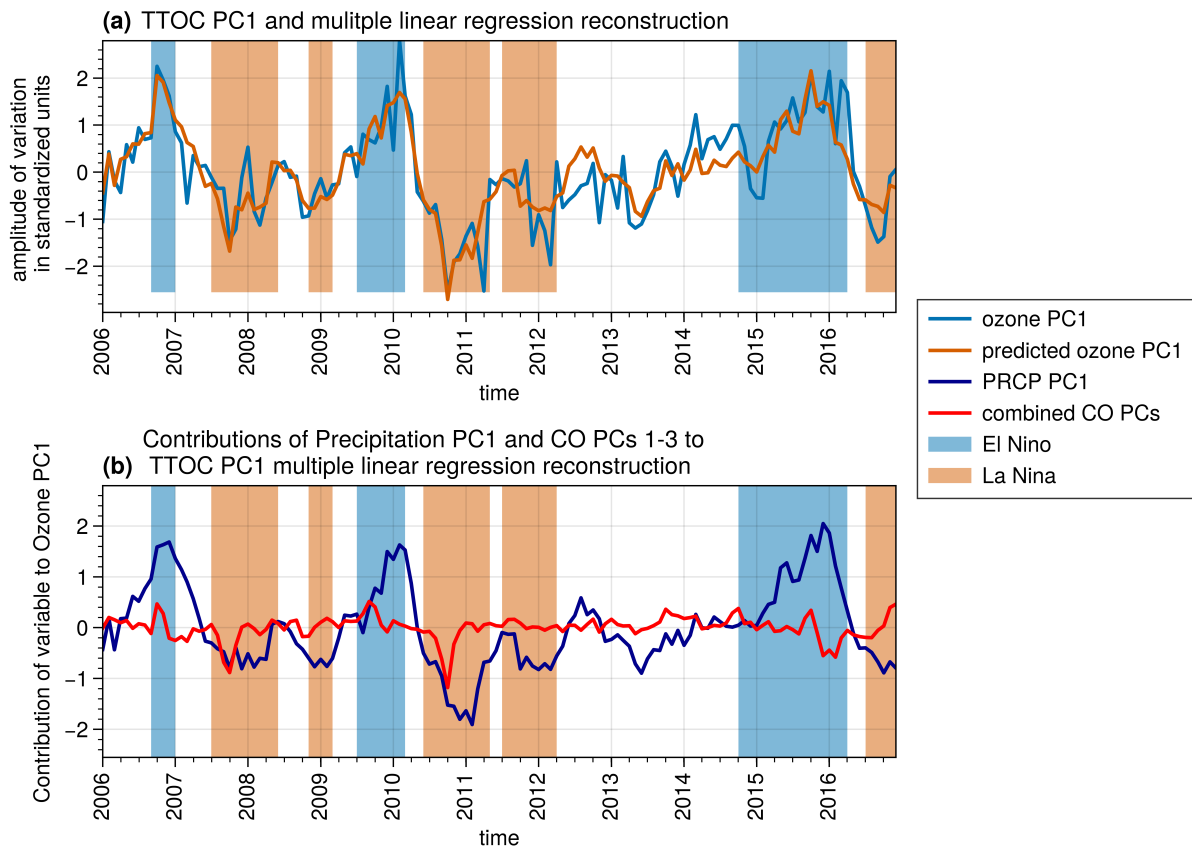 (a) TTOC PC1 and mulitple linear regression reconstruction
amplitude of variation
in standardized units
2
1
0
−1
−2
2006
2007
2008
2009
2010
2011
2012
2013
2014
2015
2016
time
ozone PC1
predicted ozone PC1
PRCP PC1
combined CO PCs
El Nino
La Nina
Contributions of Precipitation PC1 and CO PCs 1-3 to
(b) TTOC PC1 multiple linear regression reconstruction
Contribution of variable to Ozone PC1
2
1
0
−1
−2
2006
2007
2008
2009
2010
2011
2012
2013
2014
2015
2016
time